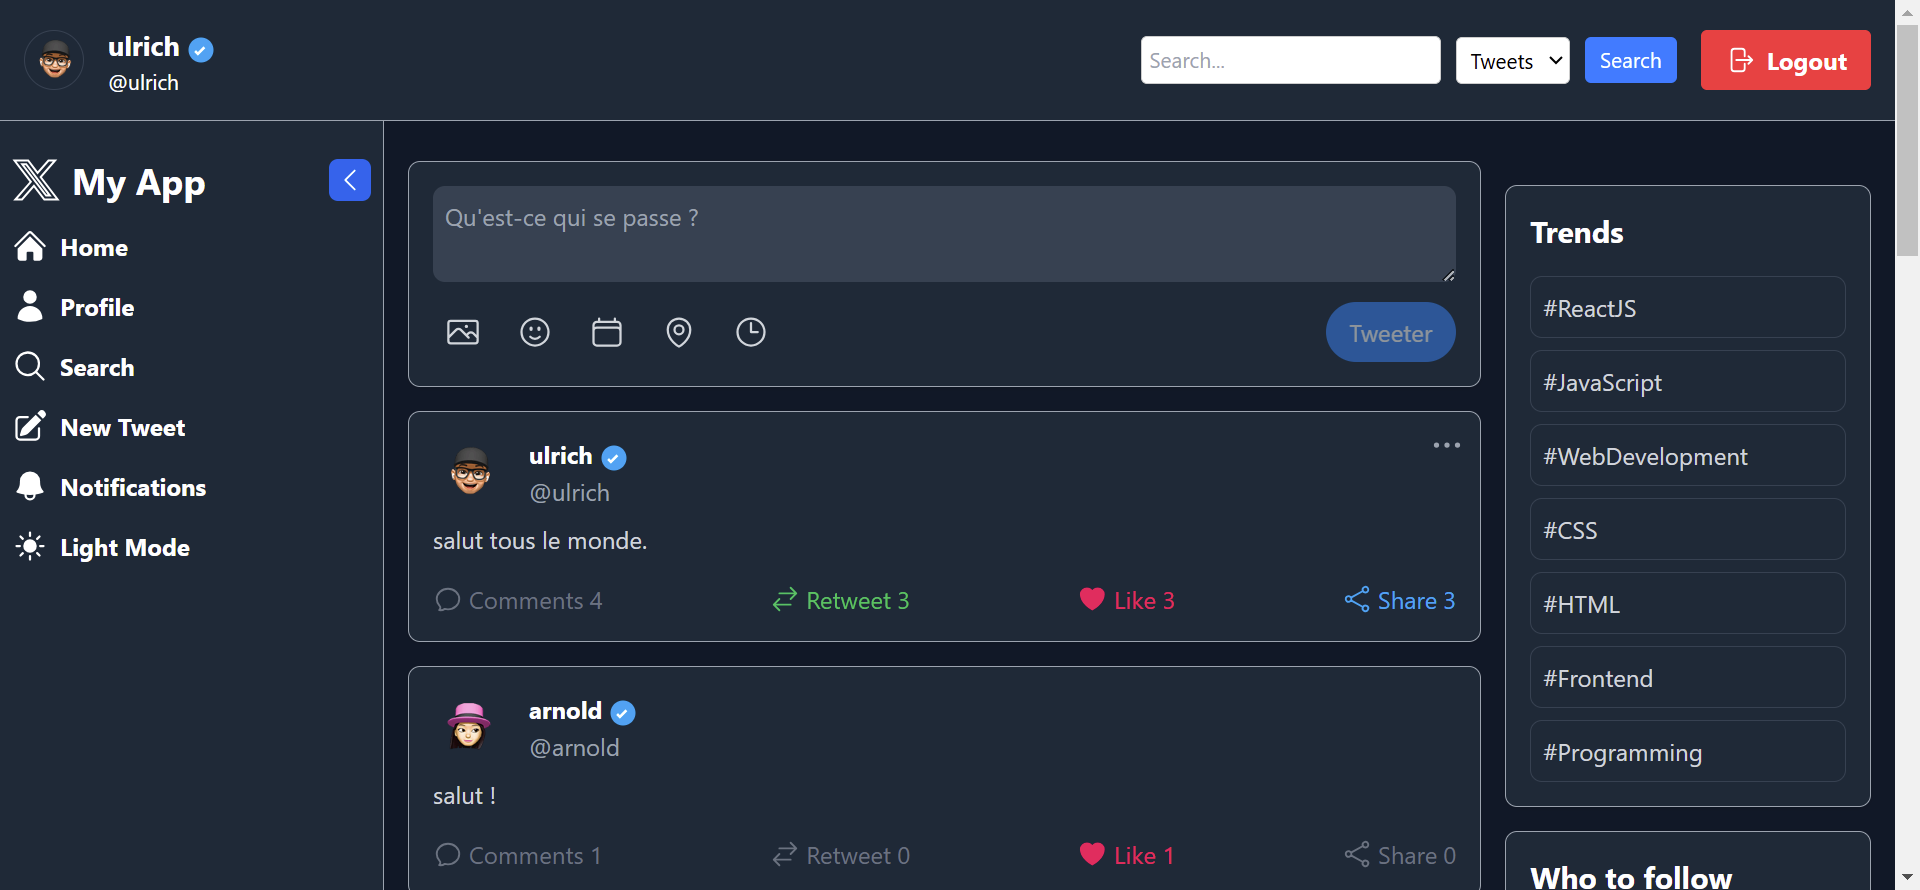 ulrich
@ulrich
Search...
Tweets
Search
Logout
My App
Home
Profile
Search
New Tweet
Notifications
Light Mode
Qu'est-ce qui se passe ?
Tweeter
ulrich
@ulrich
salut tous le monde.
Comments 4
Retweet 3
Like 3
Share 3
arnold
@arnold
salut !
Comments 1
Retweet 0
Like 1
Share 0
Trends
#ReactJS
#JavaScript
#WebDevelopment
#CSS
#HTML
#Frontend
#Programming
Who to follow